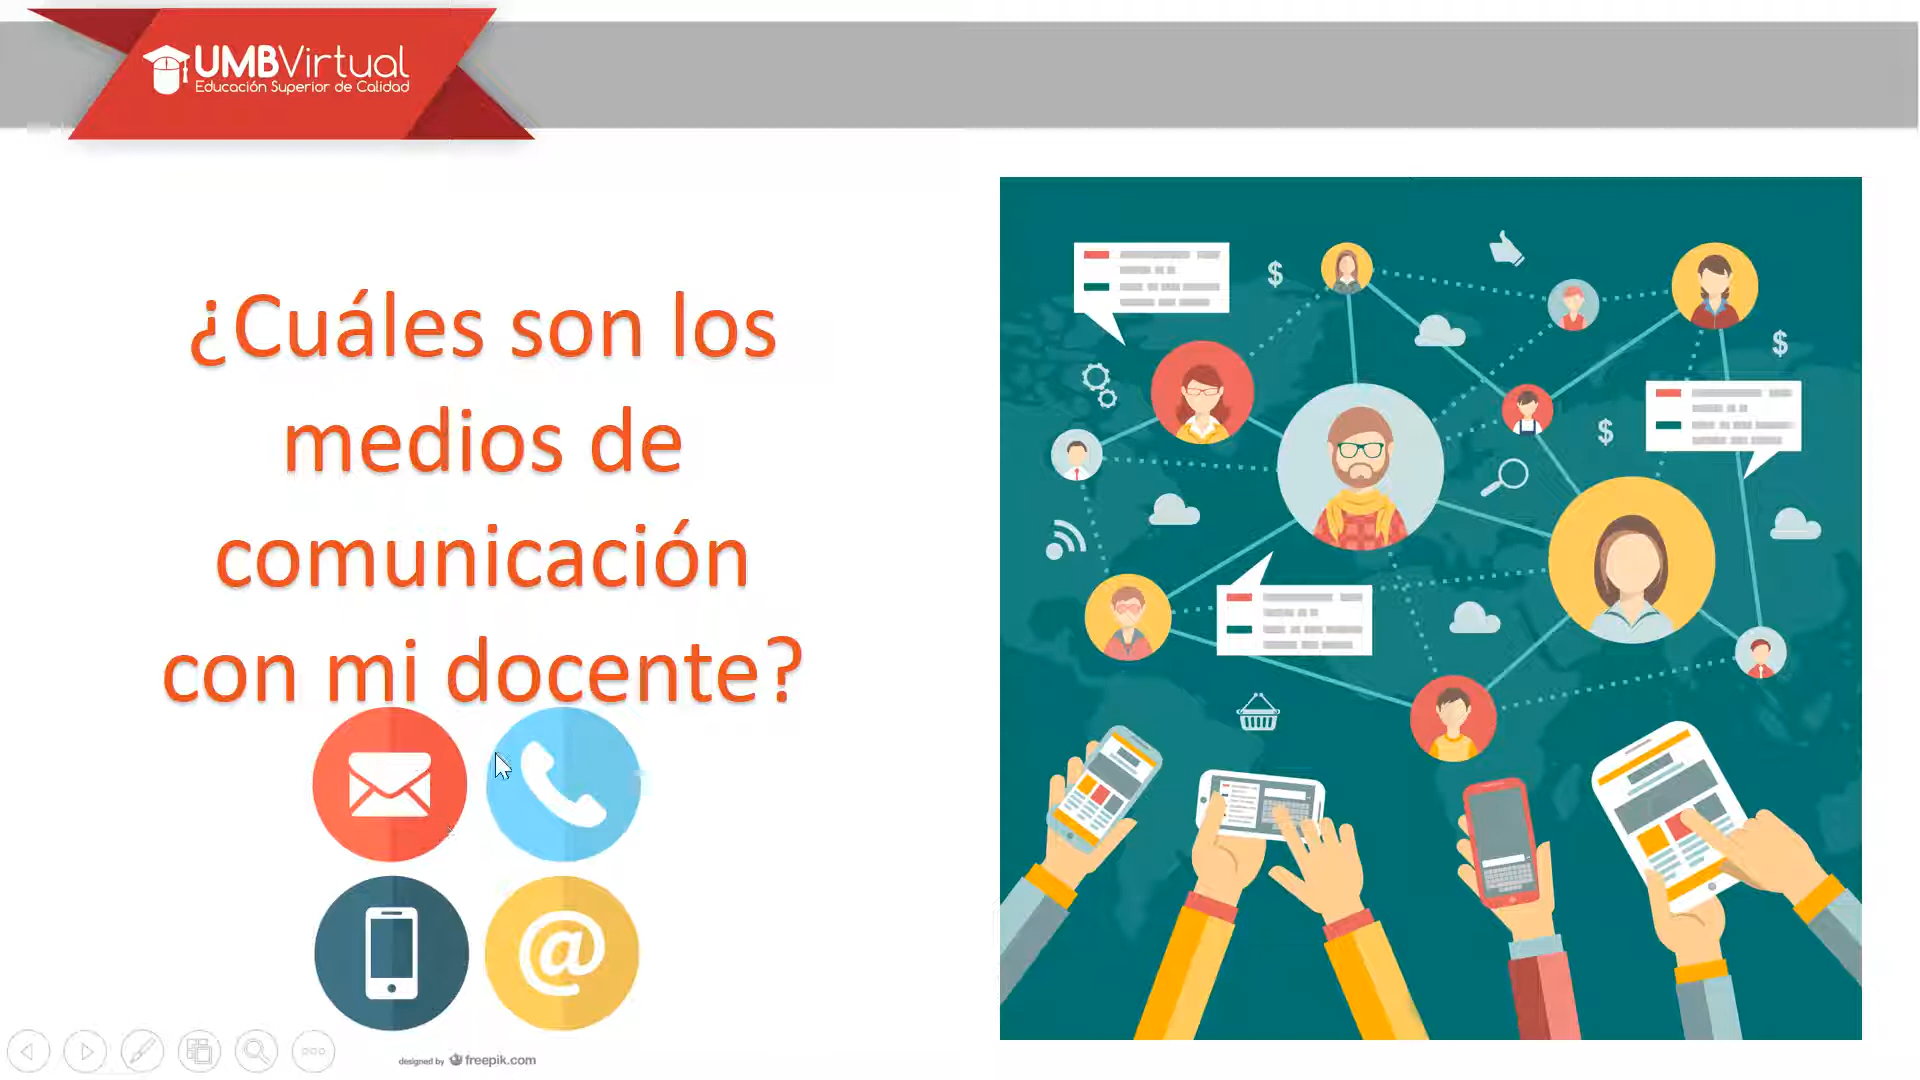 UMBVirtual
Educación Superior de Calidad
¿Cuáles son los
medios de
comunicación
con mi docente?
designed by freepik.com